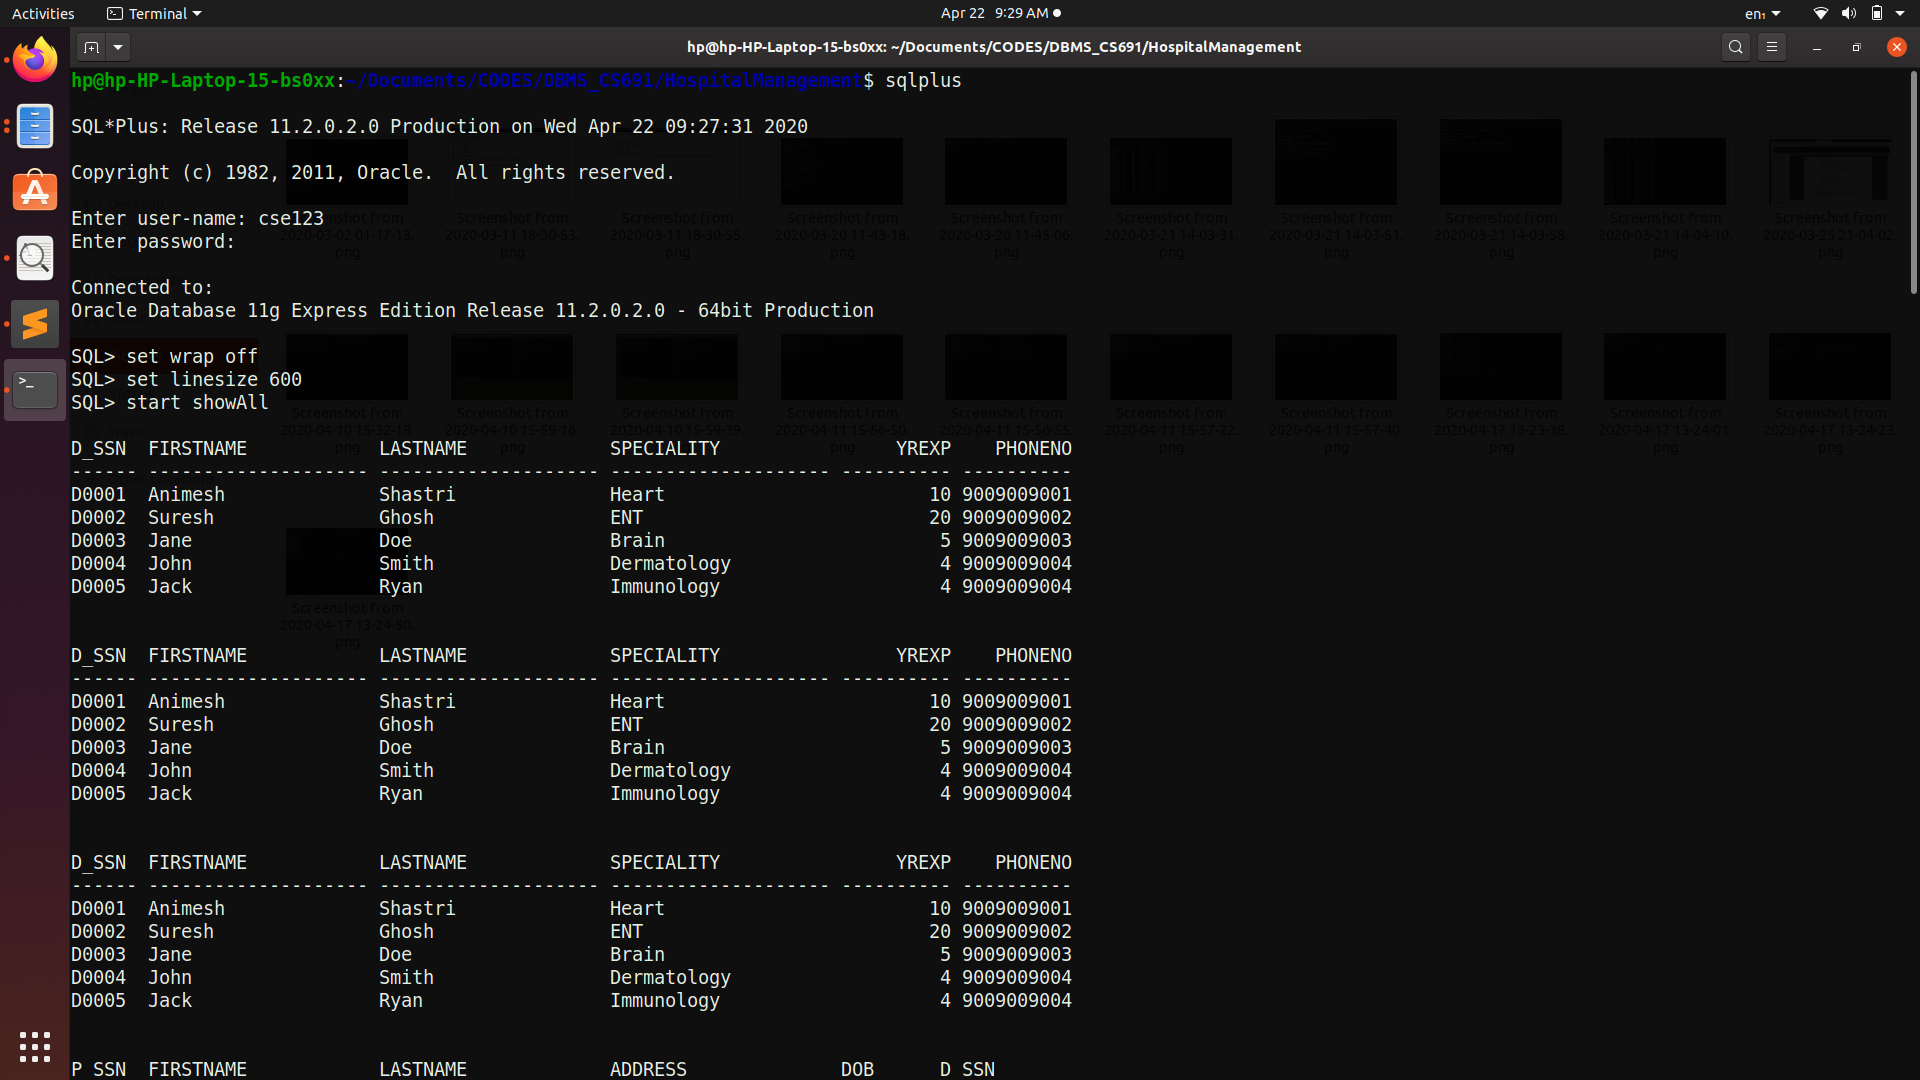 Activities Terminal Apr 22 9:29 AM en₁
hp@hp-HP-Laptop-15-bs0xx: ~/Documents/CODES/DBMS_CS691/HospitalManagement
hp@hp-HP-Laptop-15-bs0xx:~/Documents/CODES/DBMS_CS691/HospitalManagement$ sqlplus
SQL*Plus: Release 11.2.0.2.0 Production on Wed Apr 22 09:27:31 2020
Copyright (c) 1982, 2011, Oracle.  All rights reserved.
Enter user-name: cse123
Enter password:
Connected to:
Oracle Database 11g Express Edition Release 11.2.0.2.0 - 64bit Production
SQL> set wrap off
SQL> set linesize 600
SQL> start showAll
D_SSN  FIRSTNAME            LASTNAME             SPECIALITY                YREXP    PHONENO
------ -------------------- -------------------- -------------------- ---------- ----------
D0001  Animesh              Shastri              Heart                        10 9009009001
D0002  Suresh               Ghosh                ENT                          20 9009009002
D0003  Jane                 Doe                  Brain                         5 9009009003
D0004  John                 Smith                Dermatology                   4 9009009004
D0005  Jack                 Ryan                 Immunology                    4 9009009004
D_SSN  FIRSTNAME            LASTNAME             SPECIALITY                YREXP    PHONENO
------ -------------------- -------------------- -------------------- ---------- ----------
D0001  Animesh              Shastri              Heart                        10 9009009001
D0002  Suresh               Ghosh                ENT                          20 9009009002
D0003  Jane                 Doe                  Brain                         5 9009009003
D0004  John                 Smith                Dermatology                   4 9009009004
D0005  Jack                 Ryan                 Immunology                    4 9009009004
D_SSN  FIRSTNAME            LASTNAME             SPECIALITY                YREXP    PHONENO
------ -------------------- -------------------- -------------------- ---------- ----------
D0001  Animesh              Shastri              Heart                        10 9009009001
D0002  Suresh               Ghosh                ENT                          20 9009009002
D0003  Jane                 Doe                  Brain                         5 9009009003
D0004  John                 Smith                Dermatology                   4 9009009004
D0005  Jack                 Ryan                 Immunology                    4 9009009004
P_SSN  FIRSTNAME            LASTNAME             ADDRESS              DOB      D_SSN